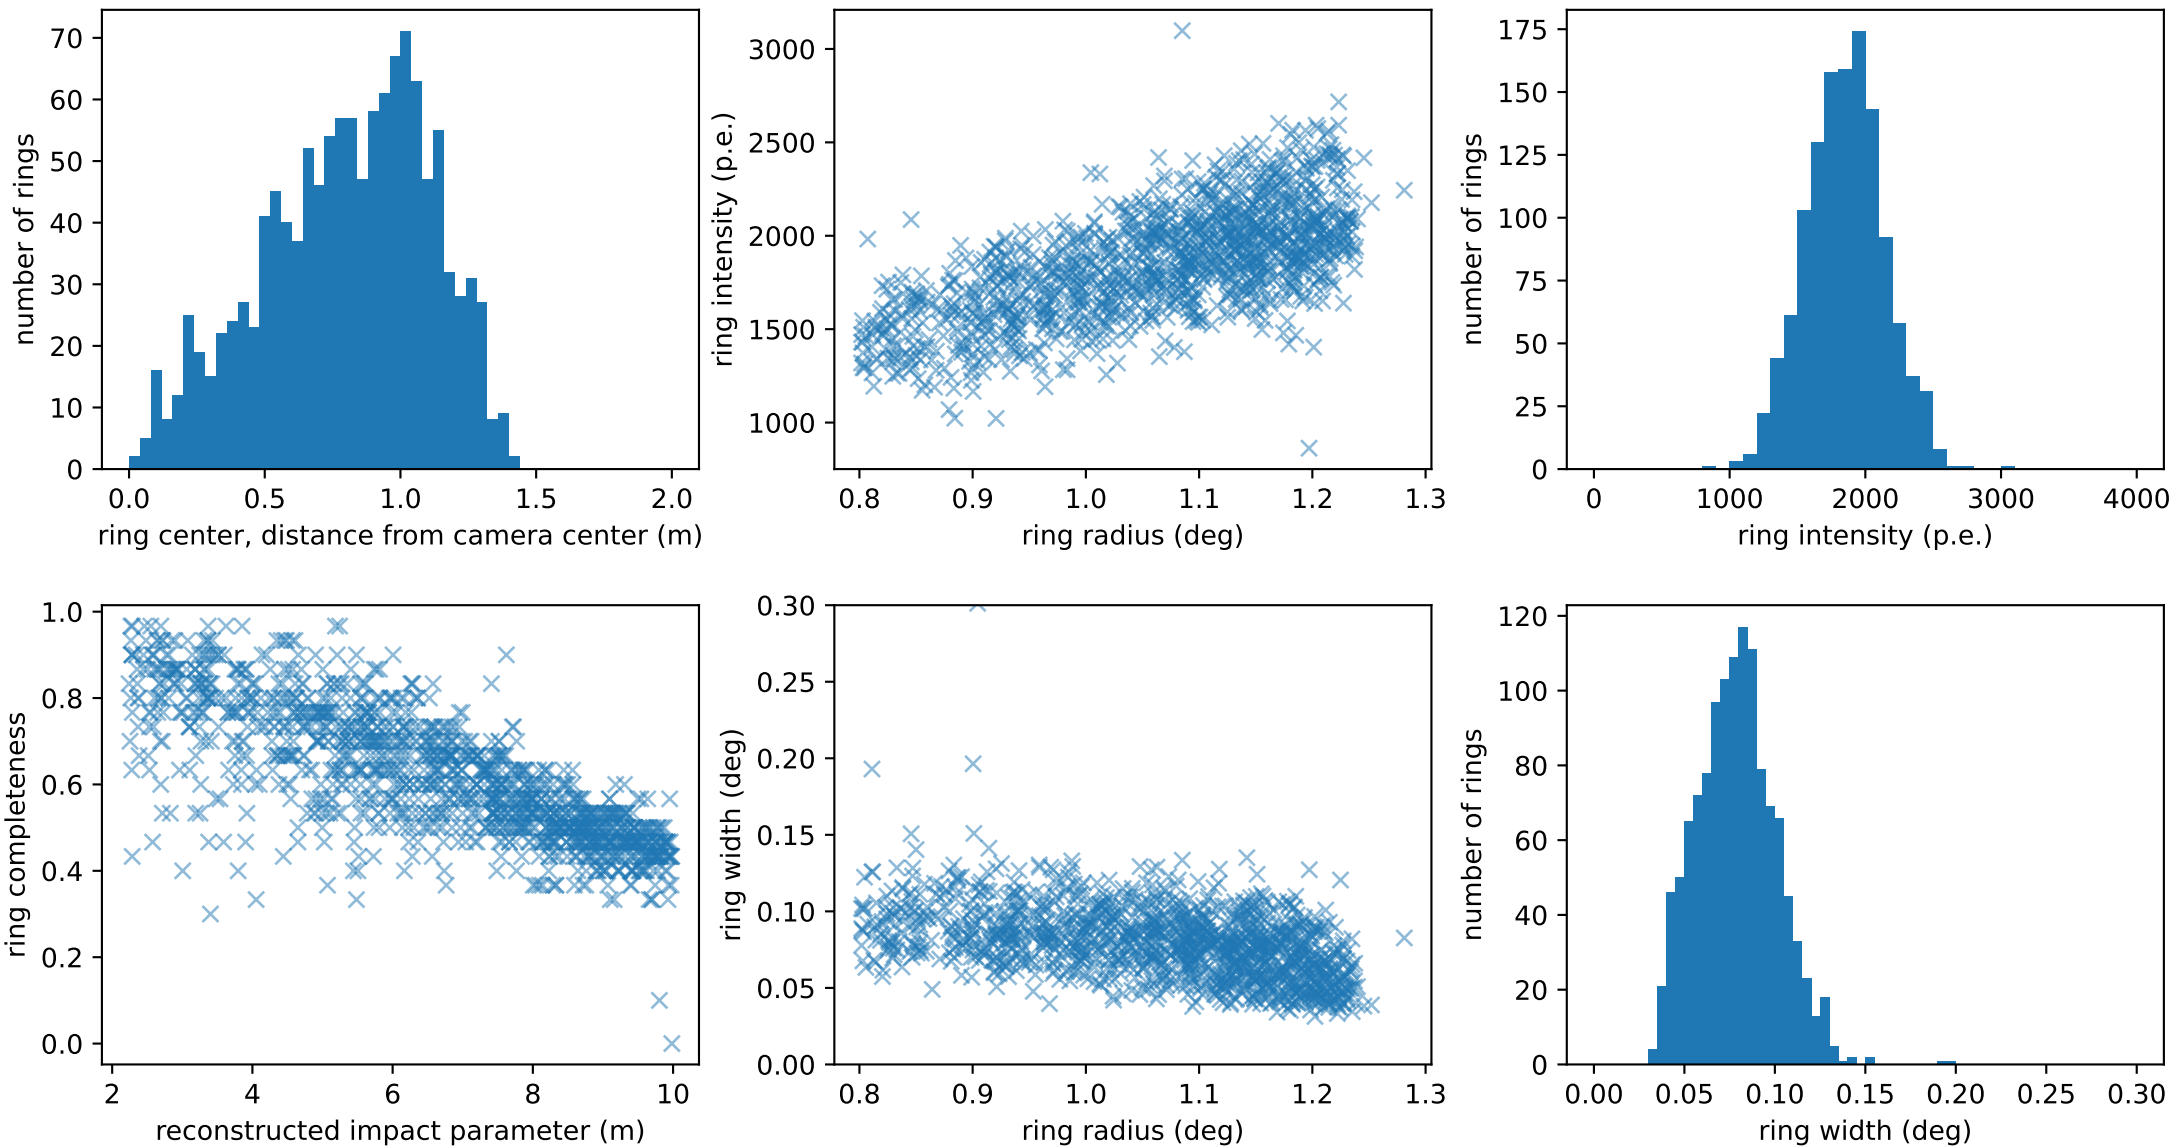 70
60
50
40
30
20
10
0
number of rings
0.0 0.5 1.0 1.5 2.0
ring center, distance from camera center (m)
3000
2500
2000
1500
1000
ring intensity (p.e.)
0.8 0.9 1.0 1.1 1.2 1.3
ring radius (deg)
175
150
125
100
75
50
25
0
number of rings
0 1000 2000 3000 4000
ring intensity (p.e.)
1.0
0.8
0.6
0.4
0.2
0.0
ring completeness
2 4 6 8 10
reconstructed impact parameter (m)
0.30
0.25
0.20
0.15
0.10
0.05
0.00
ring width (deg)
0.8 0.9 1.0 1.1 1.2 1.3
ring radius (deg)
120
100
80
60
40
20
0
number of rings
0.00 0.05 0.10 0.15 0.20 0.25 0.30
ring width (deg)